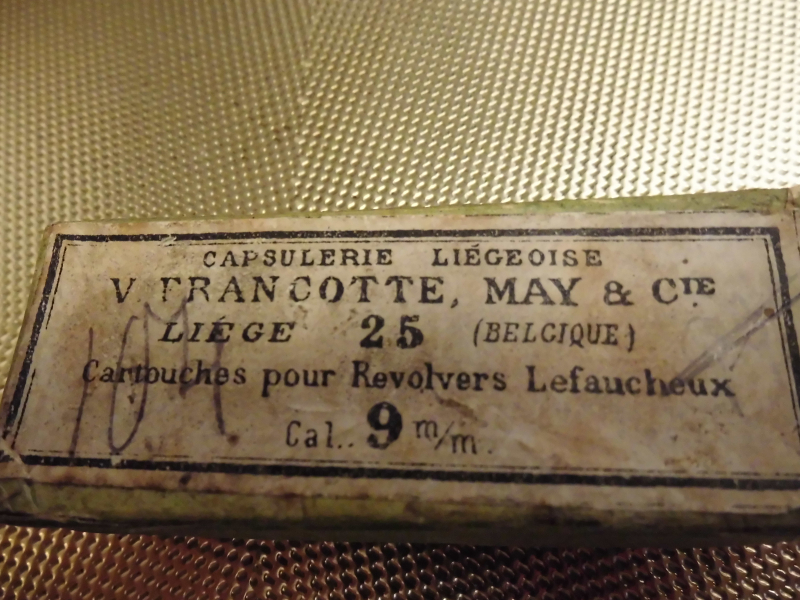 CAPSULERIE LIÉGEOISE
V. FRANCOTTE, MAY & CIE
LIÉGE 25 (BELGIQUE)
Cartouches pour Revolvers Lefaucheux
Cal.. 9 m/m.